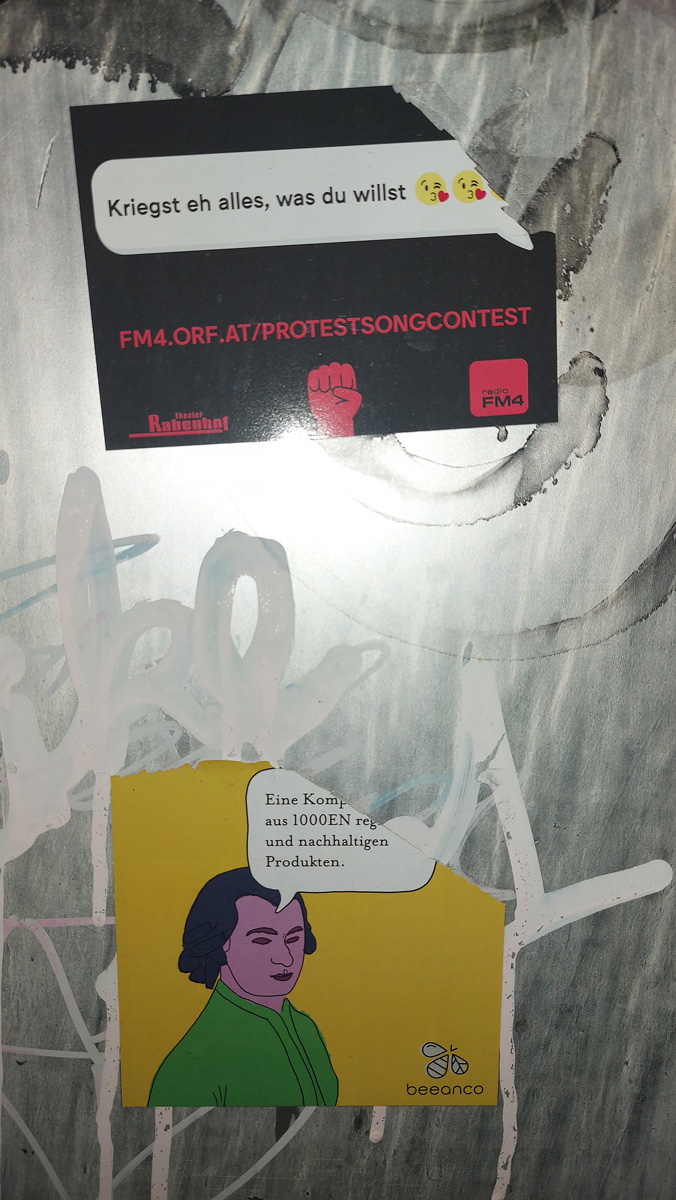 Kriegst eh alles, was du willst 😘😘
FM4.ORF.AT/PROTESTSONGCONTEST
theater
Rabenhof
radio
FM4
Eine Komp
aus 1000EN reg
und nachhaltigen
Produkten.
beeanco